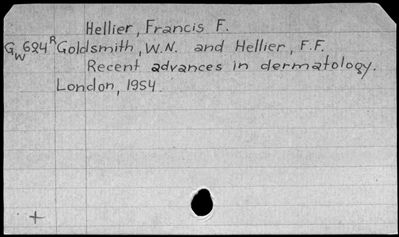 Hellier, Francis F.
GW 624 R Goldsmith, W.N. and Hellier, F.F.
Recent advances in dermatology.
London, 1954.
+